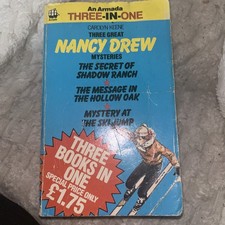 An Armada
THREE-IN-ONE
CAROLYN KEENE
THREE GREAT
NANCY DREW
MYSTERIES
THE SECRET OF
SHADOW RANCH
THE MESSAGE IN
THE HOLLOW OAK
MYSTERY AT
THE SKI JUMP
THREE
BOOKS IN
ONE
SPECIAL PRICE ONLY
£1.75